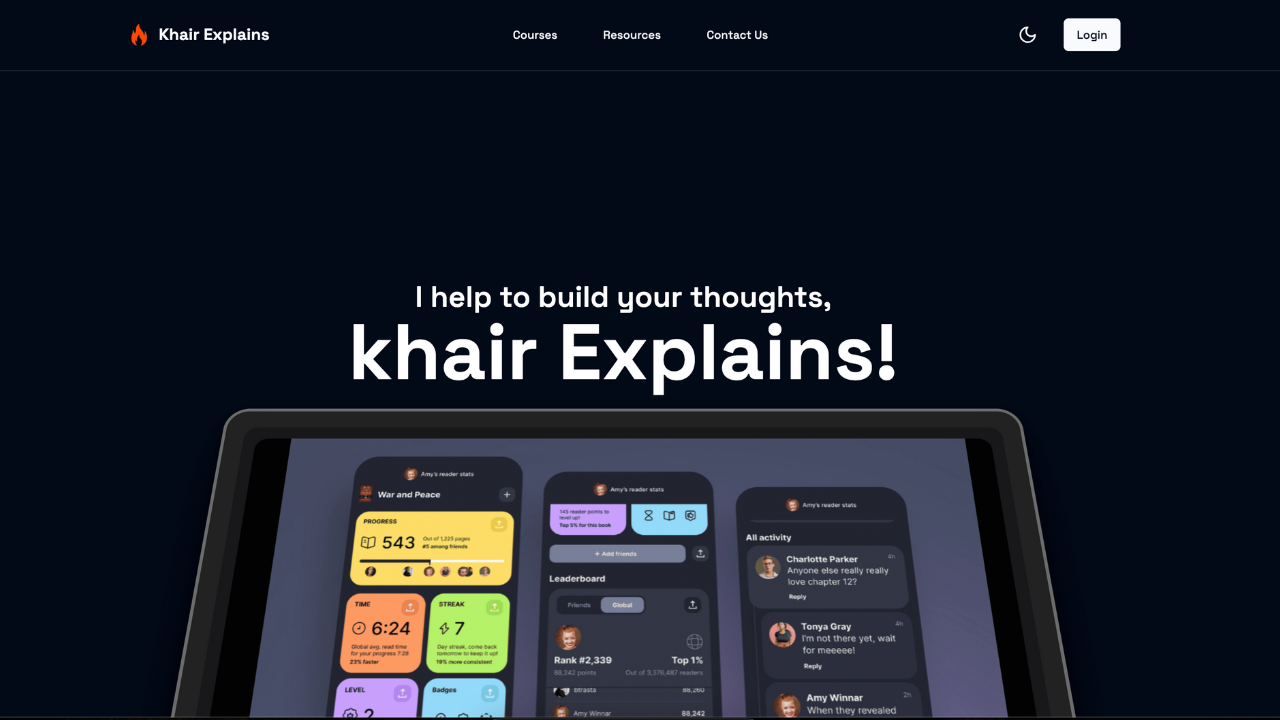 Khair Explains
Courses
Resources
Contact Us
Login
I help to build your thoughts,
khair Explains!
Amy's reader stats
War and Peace
PROGRESS
543
Out of 1,225 pages
#5 among friends
TIME
6:24
Global avg. read time
for your progress 7:28
23% faster
STREAK
7
Day streak, come back
tomorrow to keep it up!
19% more consistent
LEVEL
2
Badges
Amy's reader stats
145 reader points to
level up!
Top 5% for this book
+ Add friends
Leaderboard
Friends
Global
Rank #2,339
Top 1%
88,242 points
Out of 3,376,487 readers
btrasta
88,260
Amy Winnar
88,242
Amy's reader stats
All activity
Charlotte Parker
4h
Anyone else really really
love chapter 12?
Reply
Tonya Gray
4h
I'm not there yet, wait
for meeeee!
Reply
Amy Winnar
2h
When they revealed